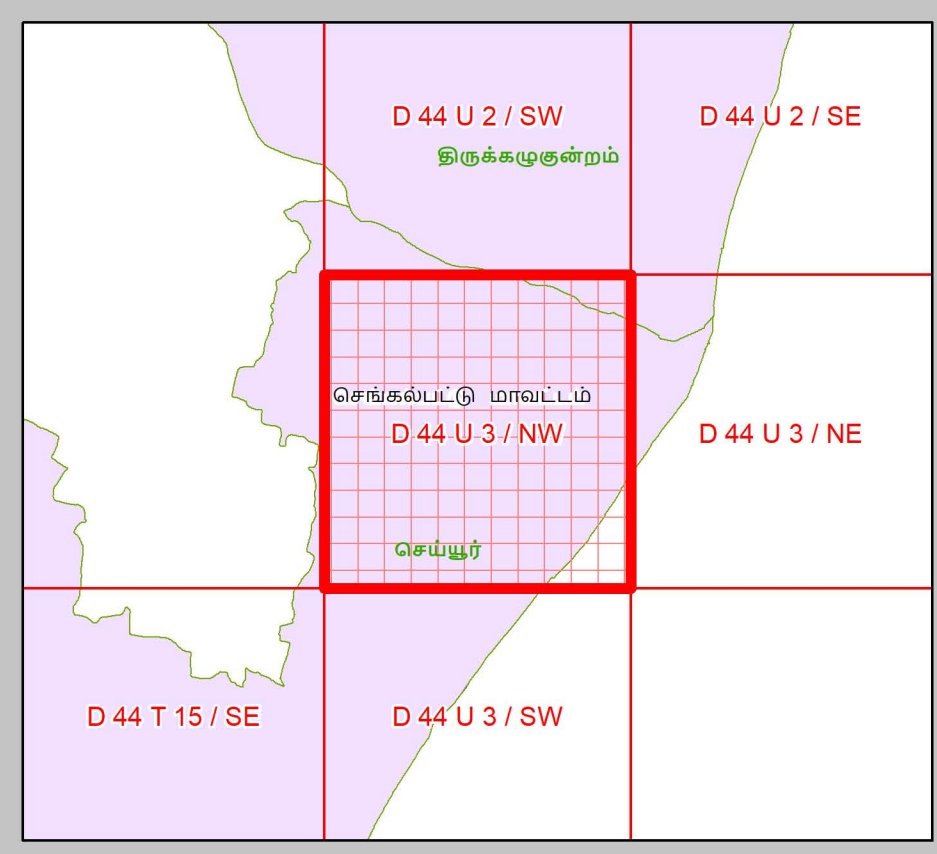 D 44 U 2 / SW
D 44 U 2 / SE
திருக்கழுகுன்றம்
செங்கல்பட்டு மாவட்டம்
D 44 U 3 / NW
D 44 U 3 / NE
செய்யூர்
D 44 T 15 / SE
D 44 U 3 / SW